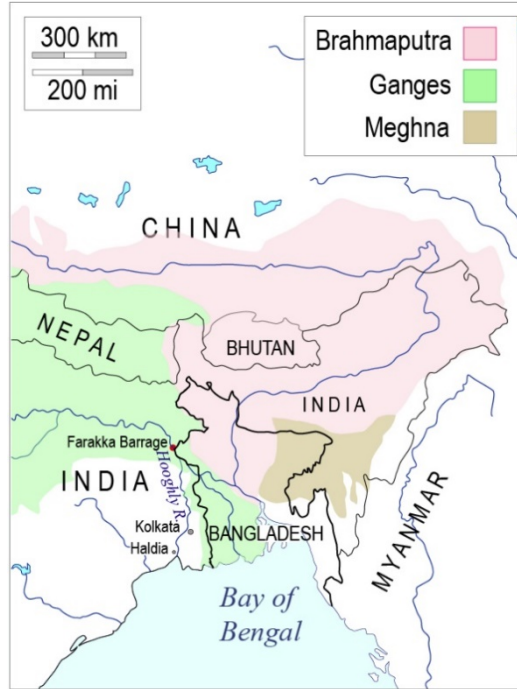 300 km
200 mi
Brahmaputra
Ganges
Meghna
CHINA
NEPAL
BHUTAN
INDIA
Farakka Barrage
Hooghly R.
INDIA
Kolkata
Haldia
BANGLADESH
MYANMAR
Bay of
Bengal